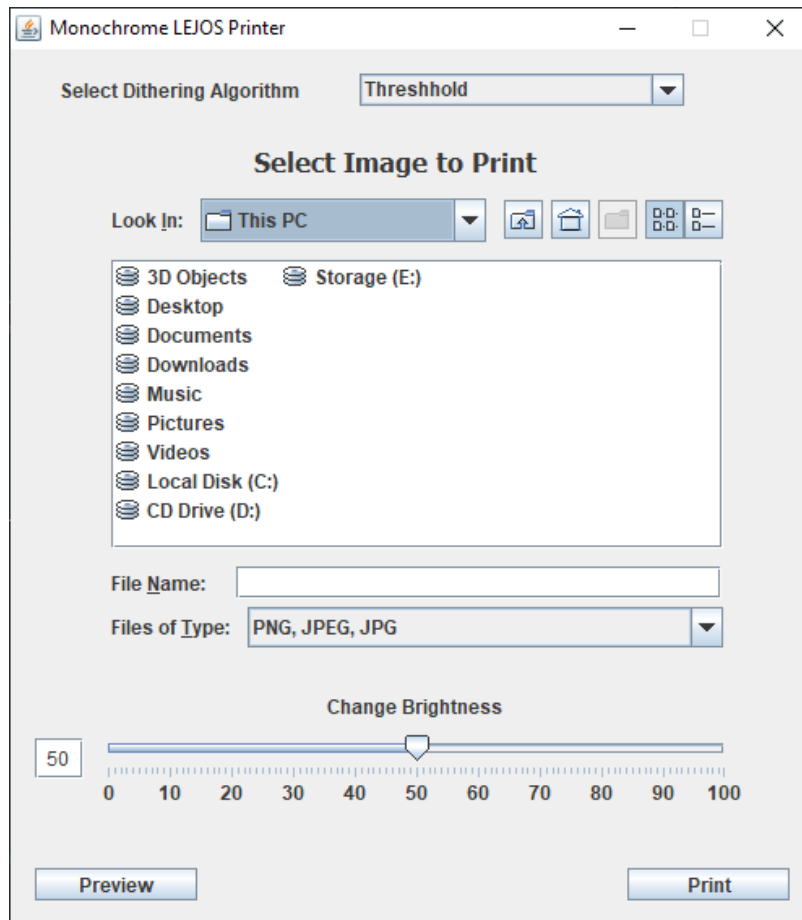 Monochrome LEJOS Printer
Select Dithering Algorithm Threshhold
Select Image to Print
Look In: This PC
3D Objects Storage (E:)
Desktop
Documents
Downloads
Music
Pictures
Videos
Local Disk (C:)
CD Drive (D:)
File Name:
Files of Type: PNG, JPEG, JPG
Change Brightness
50
0 10 20 30 40 50 60 70 80 90 100
Preview Print